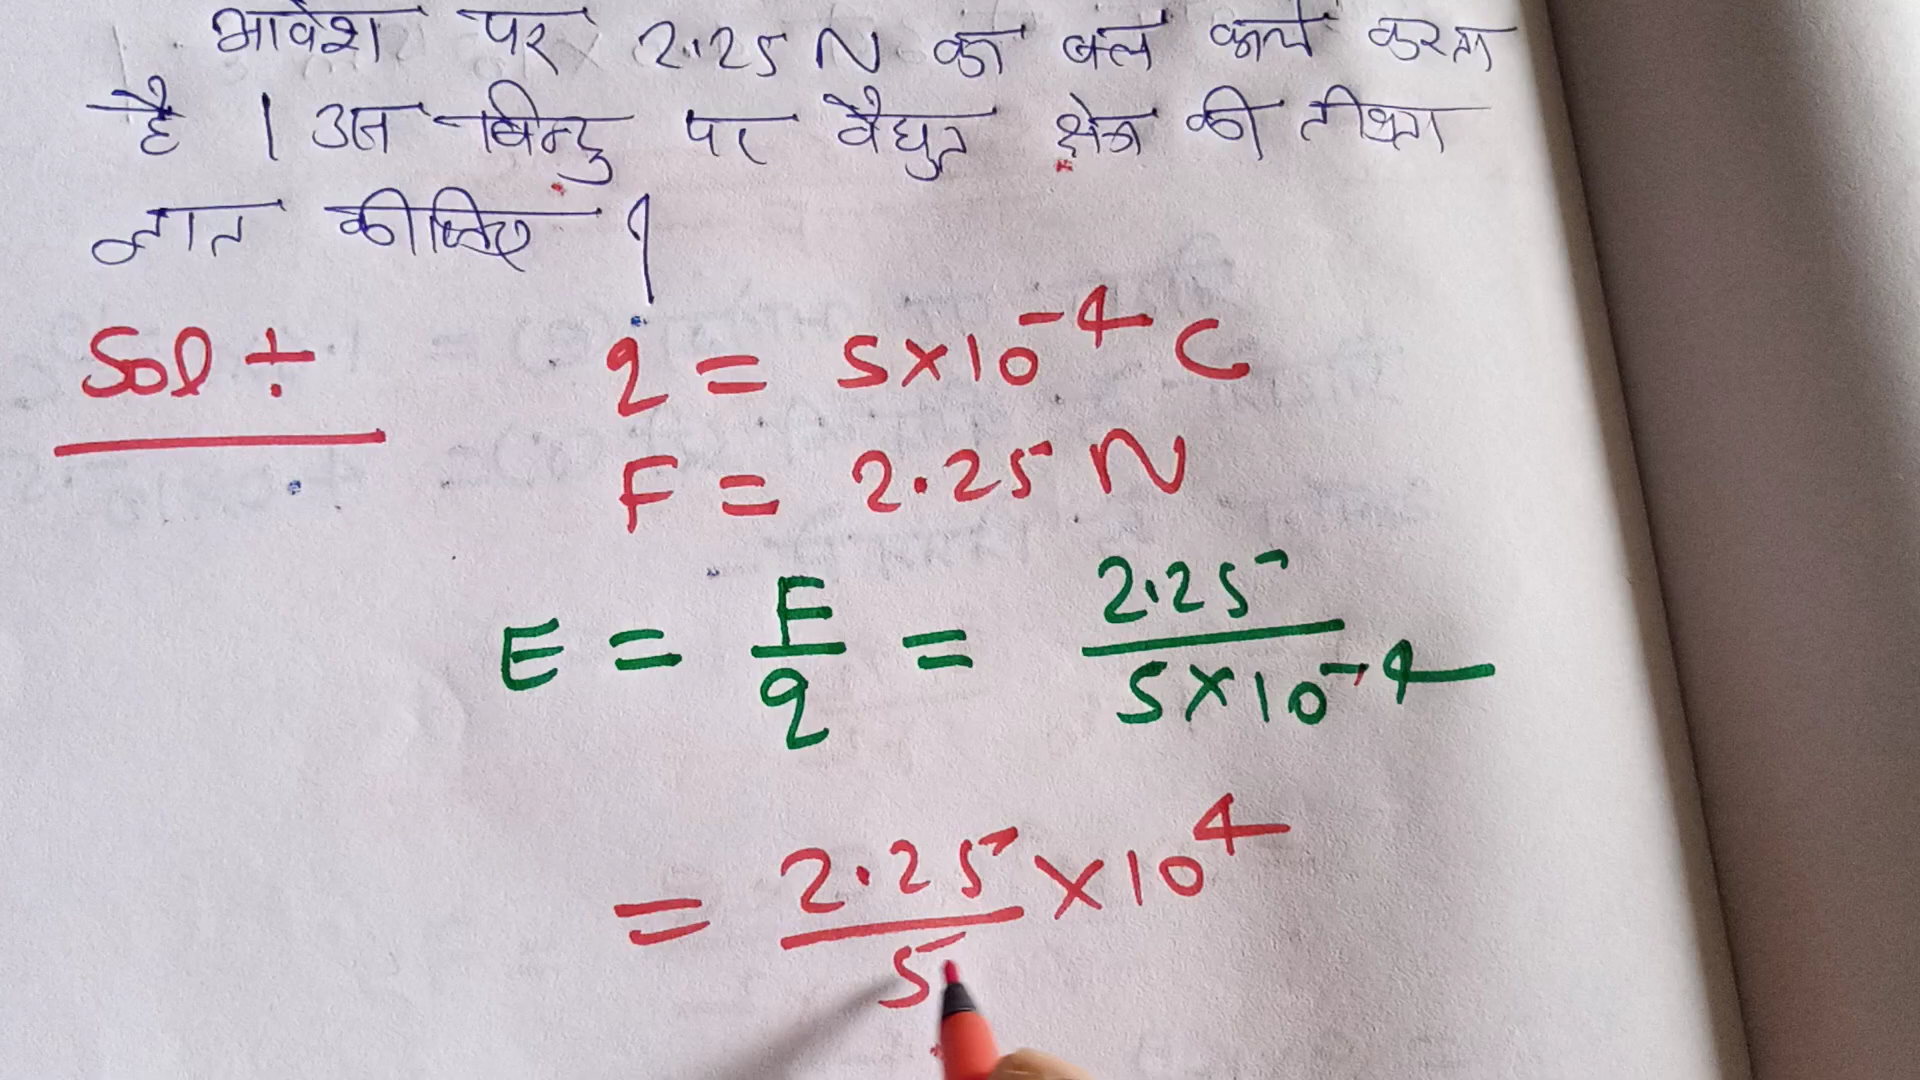 आवेश पर 2.25 N का बल कार्य करता
है । उस बिन्दु पर वैद्युत क्षेत्र की तीव्रता
ज्ञात कीजिए ।
Sol ÷ q = 5×10⁻⁴ C
F = 2.25 N
E = F/q = 2.25/5×10⁻⁴
= 2.25/5 ×10⁴